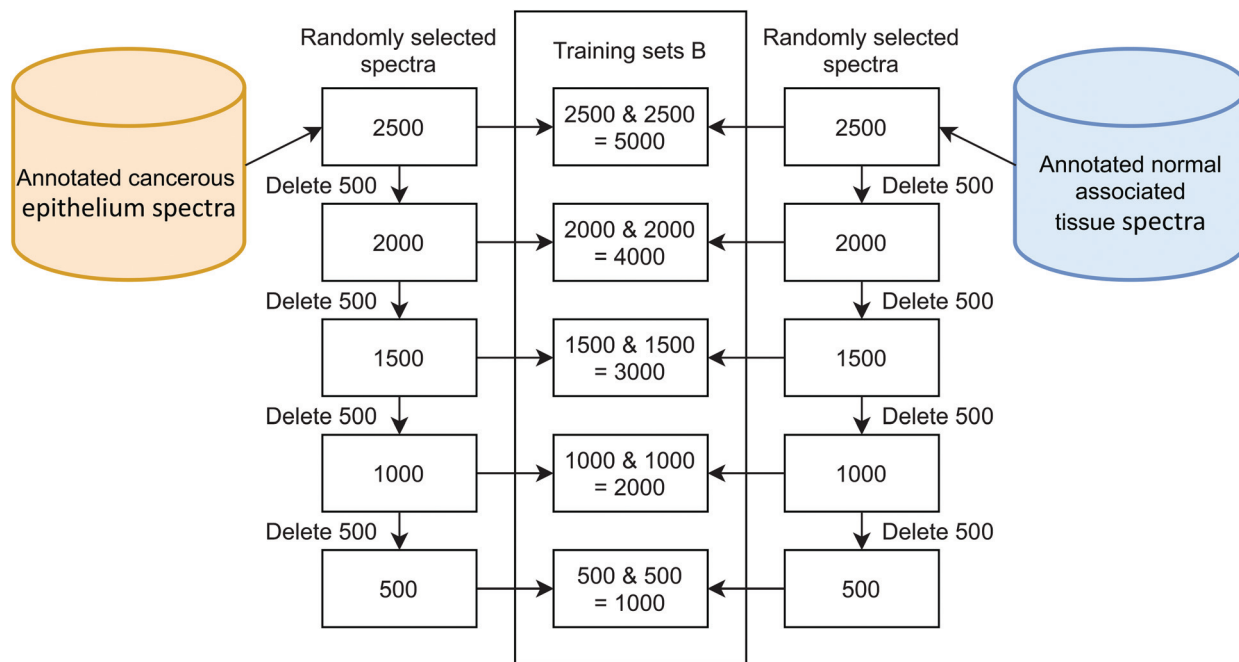 Randomly selected
spectra
Training sets B
Randomly selected
spectra
Annotated cancerous
epithelium spectra
2500
2500 & 2500
= 5000
2500
Annotated normal
associated
tissue spectra
Delete 500
Delete 500
2000
2000 & 2000
= 4000
2000
Delete 500
Delete 500
1500
1500 & 1500
= 3000
1500
Delete 500
Delete 500
1000
1000 & 1000
= 2000
1000
Delete 500
Delete 500
500
500 & 500
= 1000
500